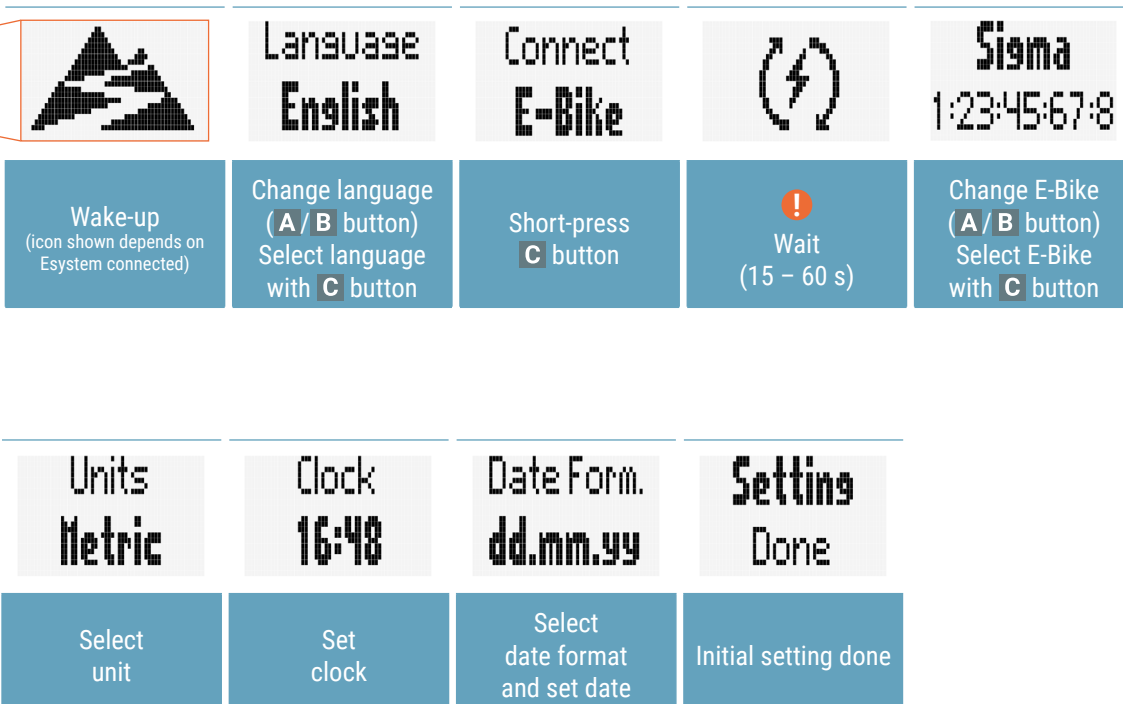 Language
English
Connect
E-Bike
Sigma
1:23:45:67:8
Wake-up
(icon shown depends on
Esystem connected)
Change language
(A/B button)
Select language
with C button
Short-press
C button
!
Wait
(15 – 60 s)
Change E-Bike
(A/B button)
Select E-Bike
with C button
Units
Metric
Clock
16:48
Date Form.
dd.mm.yy
Setting
Done
Select
unit
Set
clock
Select
date format
and set date
Initial setting done